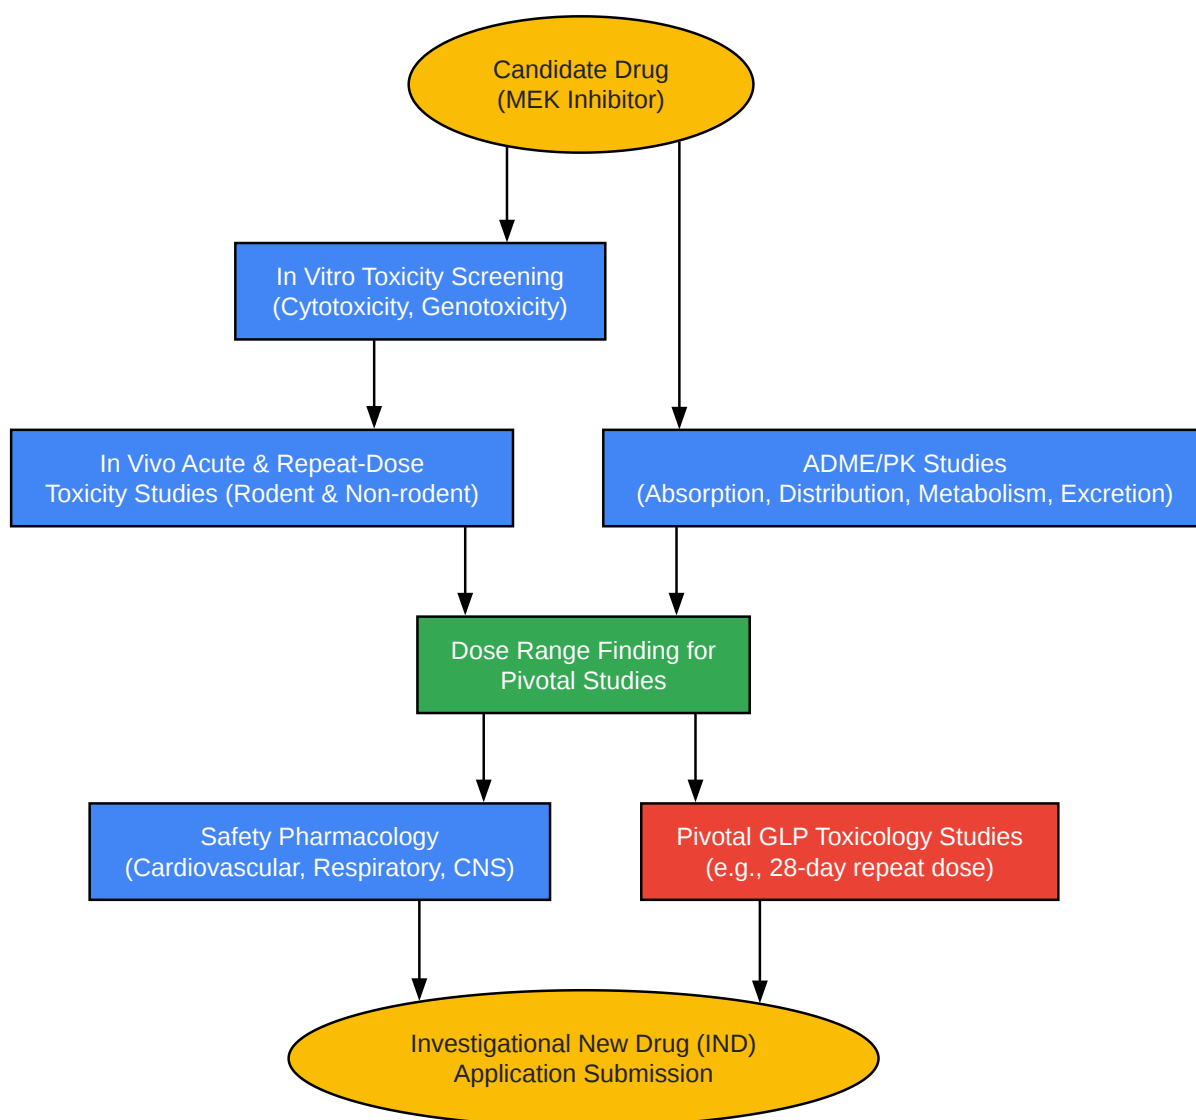 Candidate Drug
(MEK Inhibitor)
In Vitro Toxicity Screening
(Cytotoxicity, Genotoxicity)
In Vivo Acute & Repeat-Dose
Toxicity Studies (Rodent & Non-rodent)
ADME/PK Studies
(Absorption, Distribution, Metabolism, Excretion)
Dose Range Finding for
Pivotal Studies
Safety Pharmacology
(Cardiovascular, Respiratory, CNS)
Pivotal GLP Toxicology Studies
(e.g., 28-day repeat dose)
Investigational New Drug (IND)
Application Submission